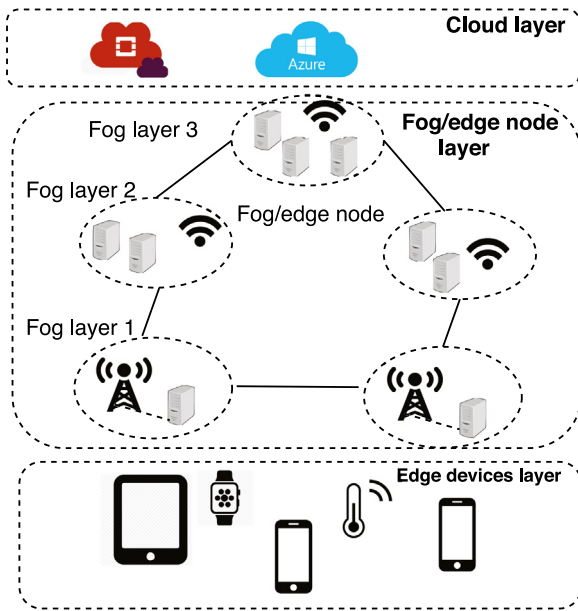 Cloud layer
Azure
Fog layer 3
Fog/edge node
layer
Fog layer 2
Fog/edge node
Fog layer 1
Edge devices layer